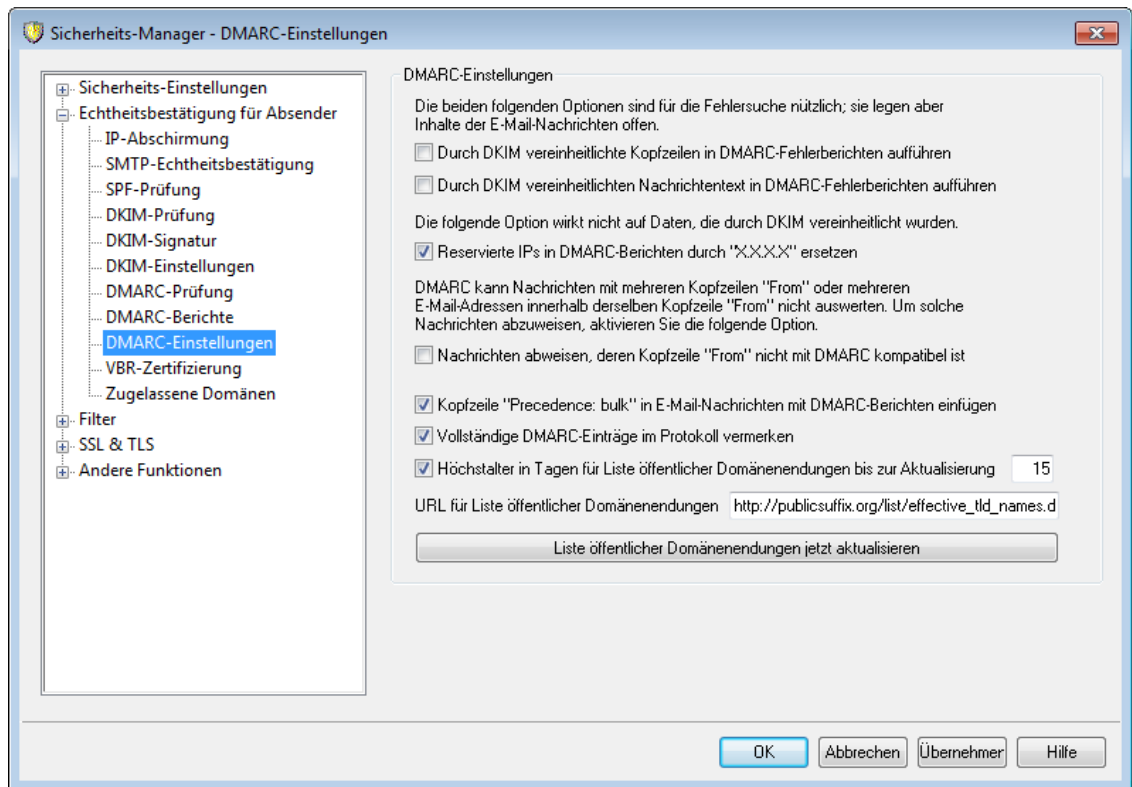 Sicherheits-Manager - DMARC-Einstellungen
Sicherheits-Einstellungen
Echtheitsbestätigung für Absender
IP-Abschirmung
SMTP-Echtheitsbestätigung
SPF-Prüfung
DKIM-Prüfung
DKIM-Signatur
DKIM-Einstellungen
DMARC-Prüfung
DMARC-Berichte
DMARC-Einstellungen
VBR-Zertifizierung
Zugelassene Domänen
Filter
SSL & TLS
Andere Funktionen
DMARC-Einstellungen
Die beiden folgenden Optionen sind für die Fehlersuche nützlich; sie legen aber
Inhalte der E-Mail-Nachrichten offen.
Durch DKIM vereinheitlichte Kopfzeilen in DMARC-Fehlerberichten aufführen
Durch DKIM vereinheitlichten Nachrichtentext in DMARC-Fehlerberichten aufführen
Die folgende Option wirkt nicht auf Daten, die durch DKIM vereinheitlicht wurden.
Reservierte IPs in DMARC-Berichten durch "X.X.X.X" ersetzen
DMARC kann Nachrichten mit mehreren Kopfzeilen "From" oder mehreren
E-Mail-Adressen innerhalb derselben Kopfzeile "From" nicht auswerten. Um solche
Nachrichten abzuweisen, aktivieren Sie die folgende Option.
Nachrichten abweisen, deren Kopfzeile "From" nicht mit DMARC kompatibel ist
Kopfzeile "Precedence: bulk" in E-Mail-Nachrichten mit DMARC-Berichten einfügen
Vollständige DMARC-Einträge im Protokoll vermerken
Höchstalter in Tagen für Liste öffentlicher Domänenendungen bis zur Aktualisierung 15
URL für Liste öffentlicher Domänenendungen http://publicsuffix.org/list/effective_tld_names.d
Liste öffentlicher Domänenendungen jetzt aktualisieren
OK Abbrechen Übernehmer Hilfe